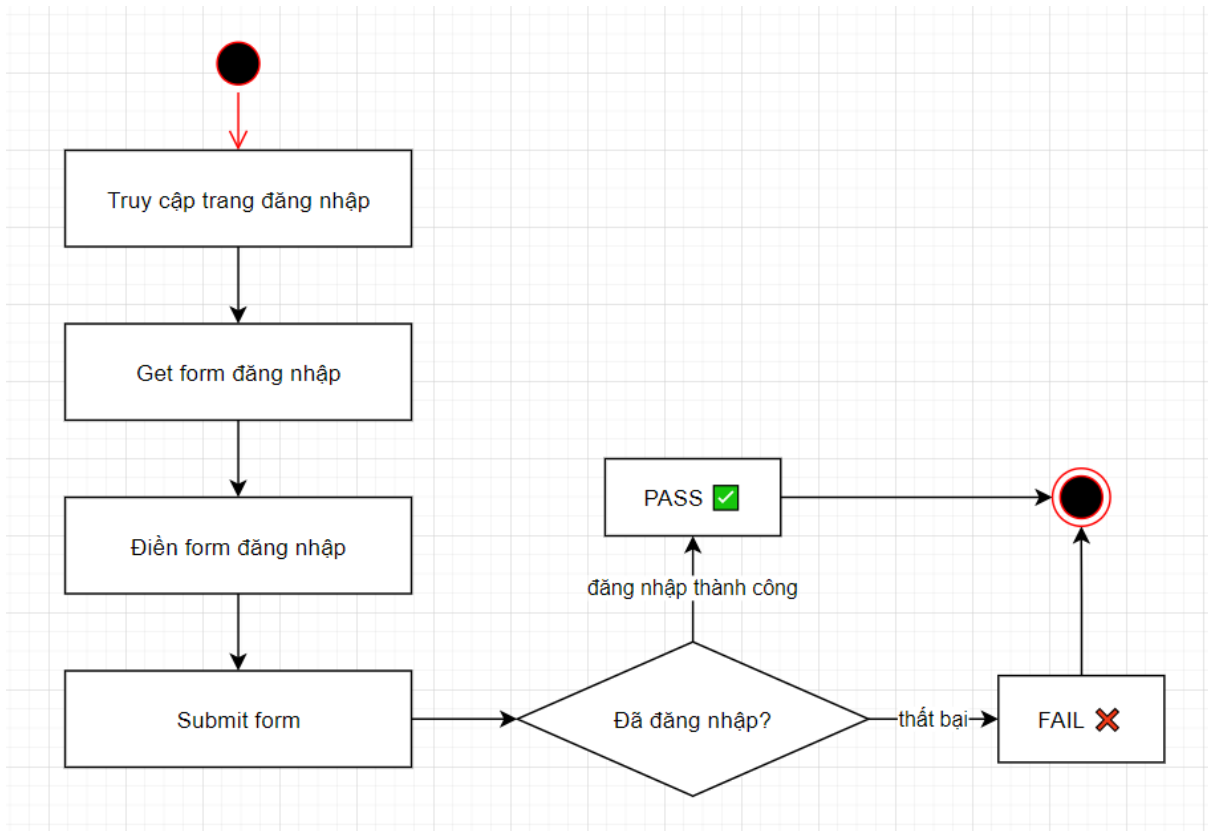 Truy cập trang đăng nhập
Get form đăng nhập
Điền form đăng nhập
Submit form
Đã đăng nhập?
đăng nhập thành công
PASS ✅
thất bại
FAIL ❌